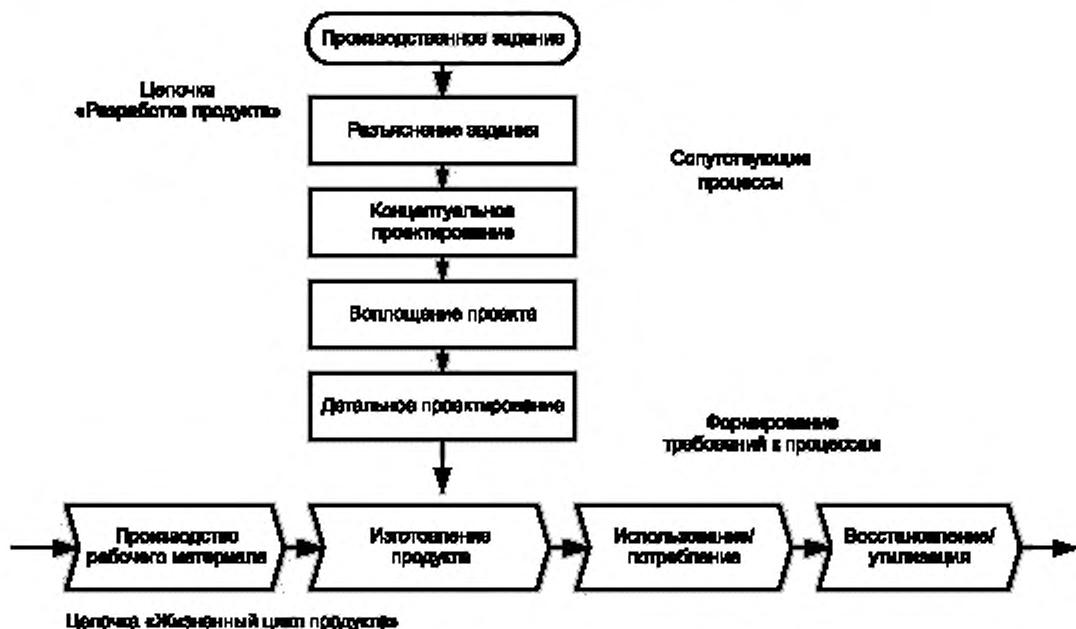 Производственное задание
Цепочка
«Разработка продукта»
Разъяснение задания
Сопутствующие
процессы
Концептуальное
проектирование
Воплощение проекта
Детальное проектирование
Формирование
требований к процессам
Производство
рабочего материала
Изготовление
продукта
Использование/
потребление
Восстановление/
утилизация
Цепочка «Жизненный цикл продукта»